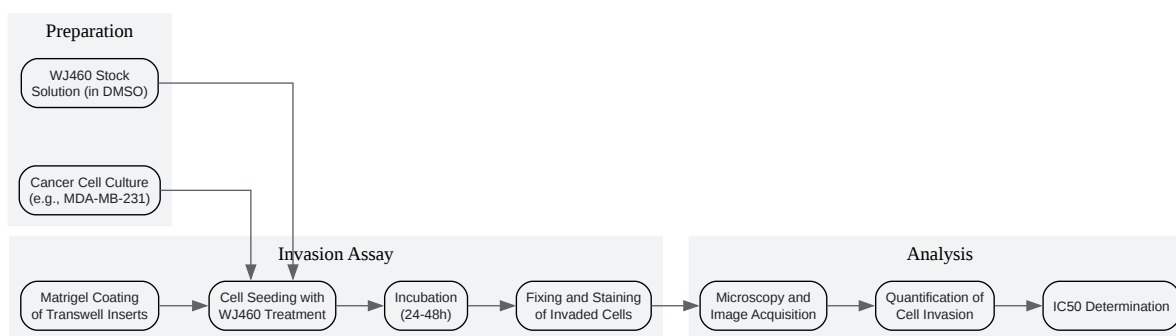 Preparation
WJ460 Stock
Solution (in DMSO)
Cancer Cell Culture
(e.g., MDA-MB-231)
Invasion Assay
Matrigel Coating
of Transwell Inserts
Cell Seeding with
WJ460 Treatment
Incubation
(24-48h)
Fixing and Staining
of Invaded Cells
Analysis
Microscopy and
Image Acquisition
Quantification of
Cell Invasion
IC50 Determination